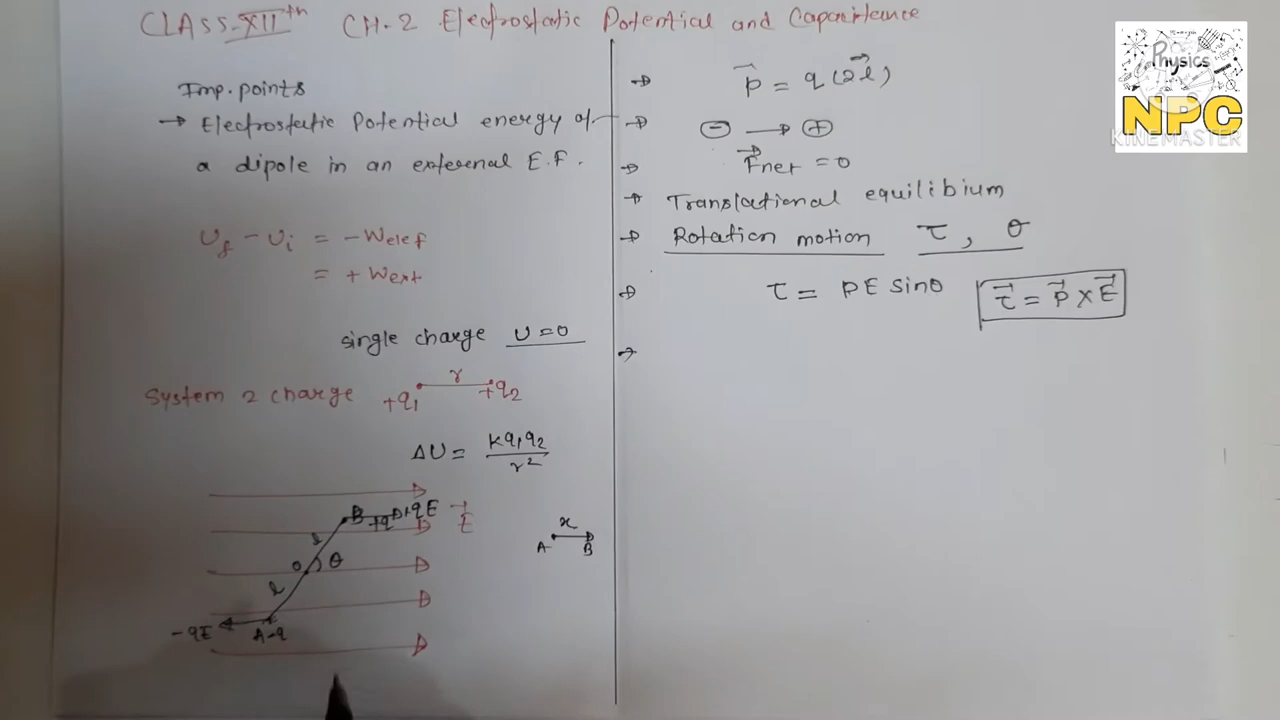 CLASS-XIIth CH.2 Electrostatic Potential and Capacitance
Imp. points
→ Electrostatic Potential energy of
a dipole in an external E.F.
Uf - Ui = -Welef
= + Wext
single charge U=0
System 2 charge +q1 r +q2
ΔU = kq1q2/r2
B +q +qE E
l
O θ
l
-qE A-q
A x B
→ p = q(2l)
→ - → +
→ Fnet = 0
→ Translational equilibium
→ Rotation motion τ, θ
→ τ = PE sinθ τ = p×E
→
Physics
NPC
KINEMASTER